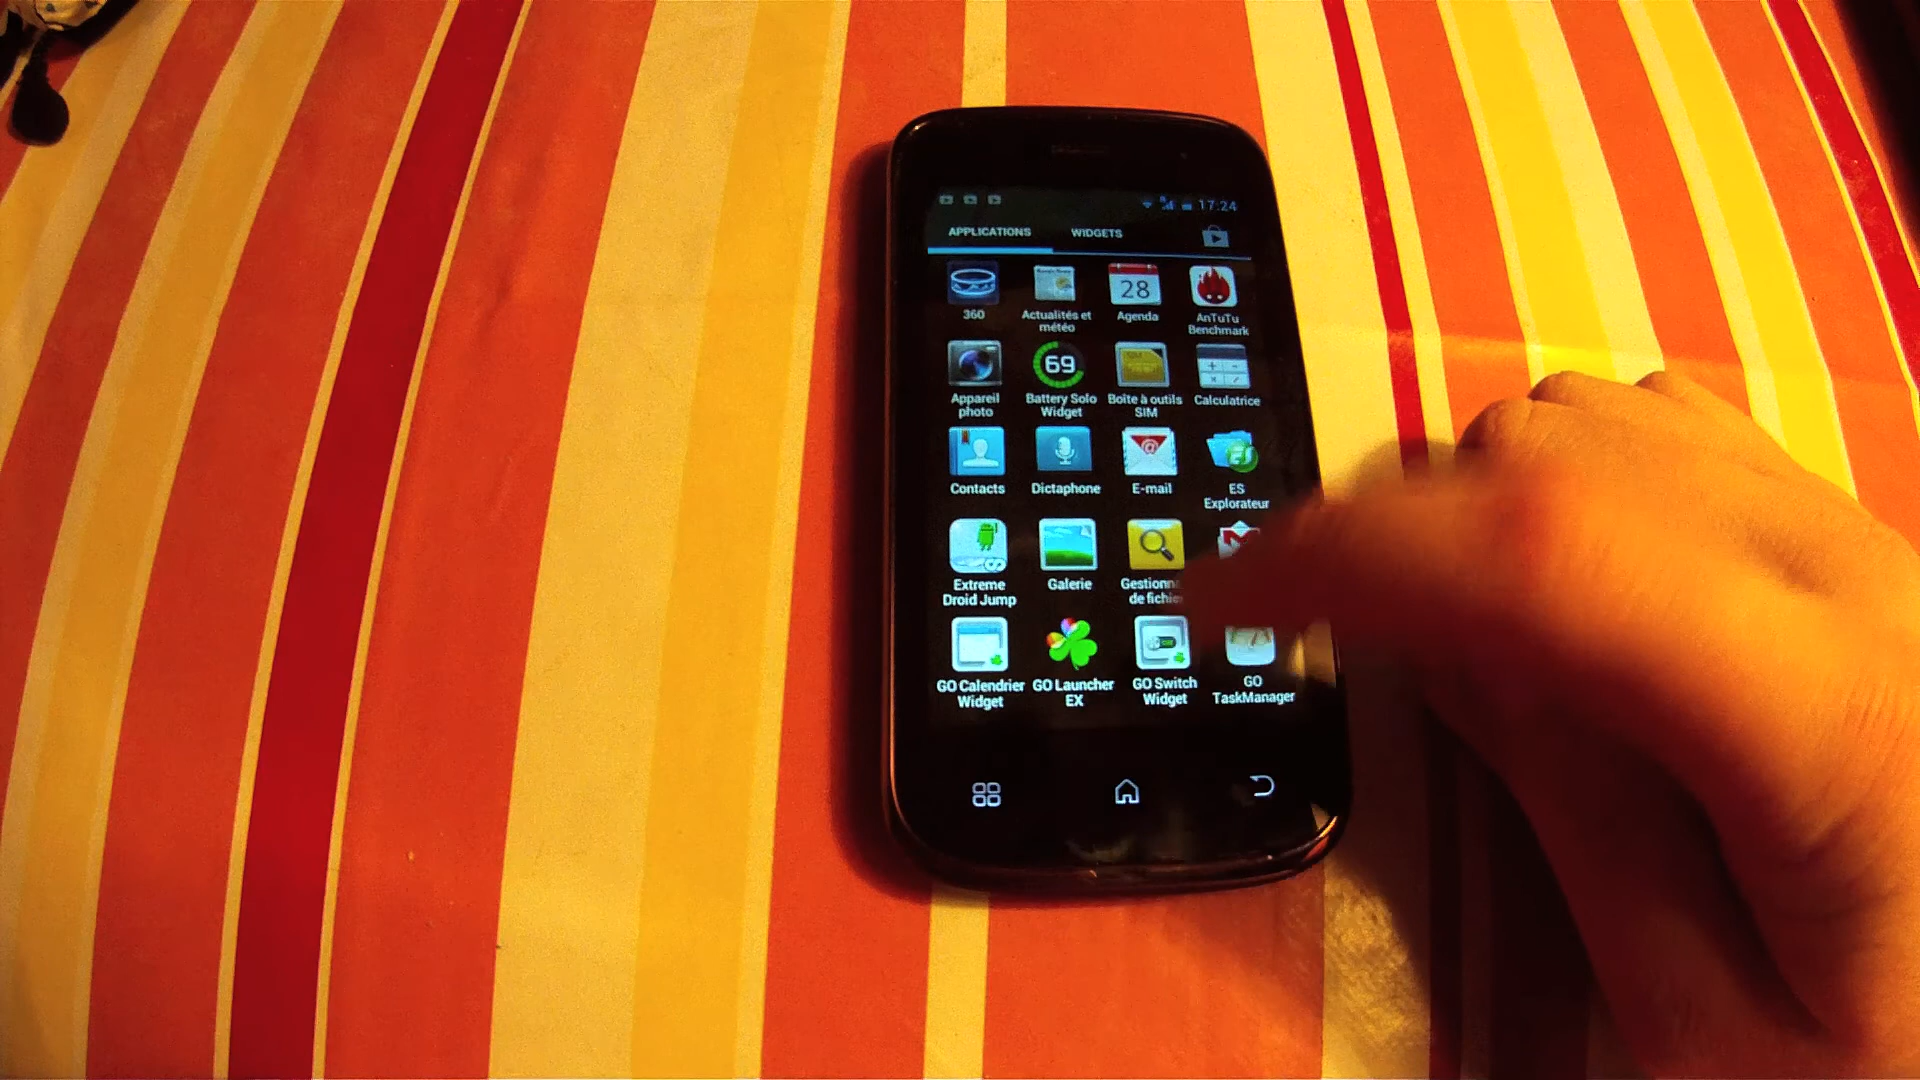 17:24
APPLICATIONS WIDGETS
28
360 Actualités et Agenda AnTuTu
météo Benchmark
69
Appareil Battery Solo Boîte à outils Calculatrice
photo Widget SIM
Contacts Dictaphone E-mail ES
Explorateur
Extreme Galerie
Droid Jump de
GO Calendrier GO Launcher GO Switch GO
Widget EX Widget TaskManager